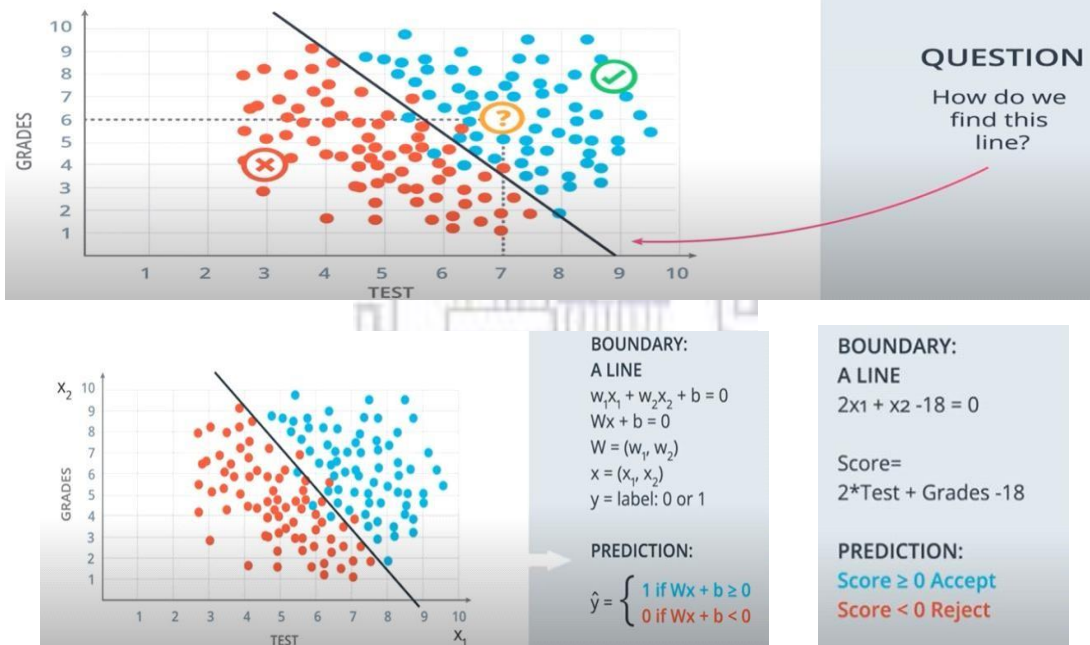 QUESTION
How do we
find this
line?
GRADES
10
9
8
7
6
5
4
3
2
1
?
1 2 3 4 5 6 7 8 9 10
TEST
X2
GRADES
10
9
8
7
6
5
4
3
2
1
1 2 3 4 5 6 7 8 9 10
TEST
X1
BOUNDARY:
A LINE
w1x1 + w2x2 + b = 0
Wx + b = 0
W = (w1, w2)
x = (x1, x2)
y = label: 0 or 1
PREDICTION:
ŷ = { 1 if Wx + b ≥ 0
0 if Wx + b < 0
BOUNDARY:
A LINE
2x1 + x2 -18 = 0
Score=
2*Test + Grades -18
PREDICTION:
Score ≥ 0 Accept
Score < 0 Reject